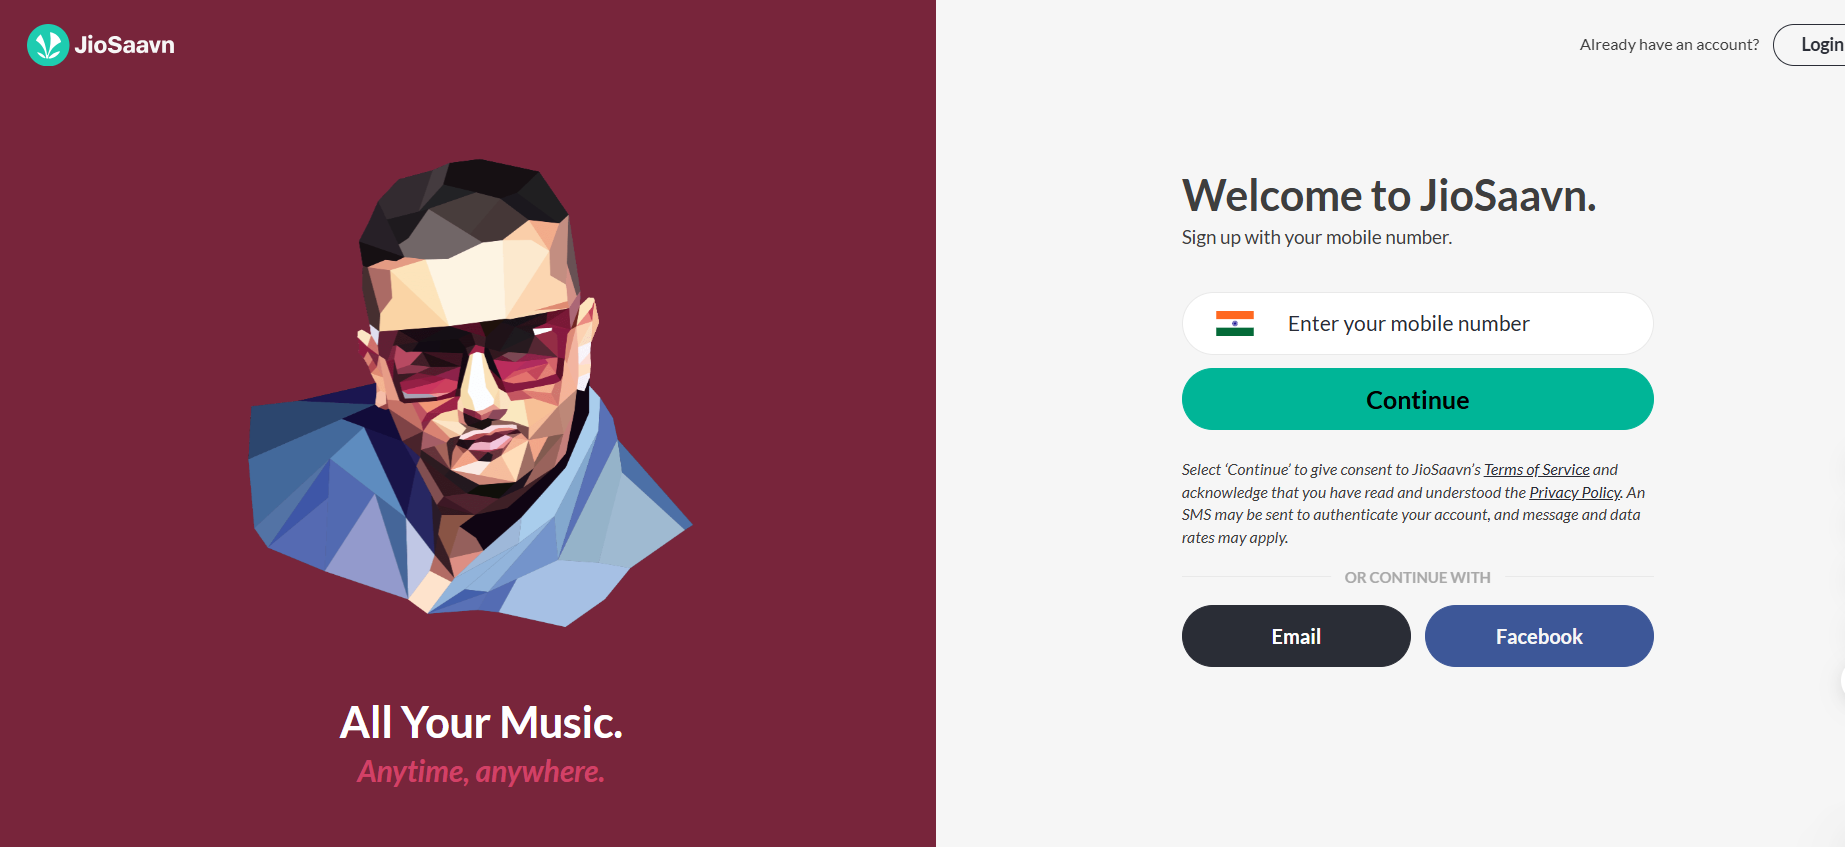 JioSaavn
Already have an account?
Login
Welcome to JioSaavn.
Sign up with your mobile number.
Enter your mobile number
Continue
Select ‘Continue’ to give consent to JioSaavn’s Terms of Service and
acknowledge that you have read and understood the Privacy Policy. An
SMS may be sent to authenticate your account, and message and data
rates may apply.
OR CONTINUE WITH
Email
Facebook
All Your Music.
Anytime, anywhere.